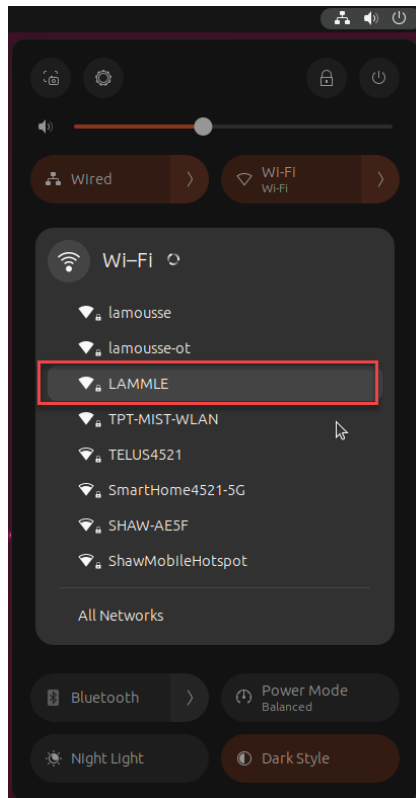 Wired
Wi-Fi
Wi-Fi
Wi–Fi
lamousse
lamousse-ot
LAMMLE
TPT-MIST-WLAN
TELUS4521
SmartHome4521-5G
SHAW-AE5F
ShawMobileHotspot
All Networks
Bluetooth
Power Mode
Balanced
Night Light
Dark Style